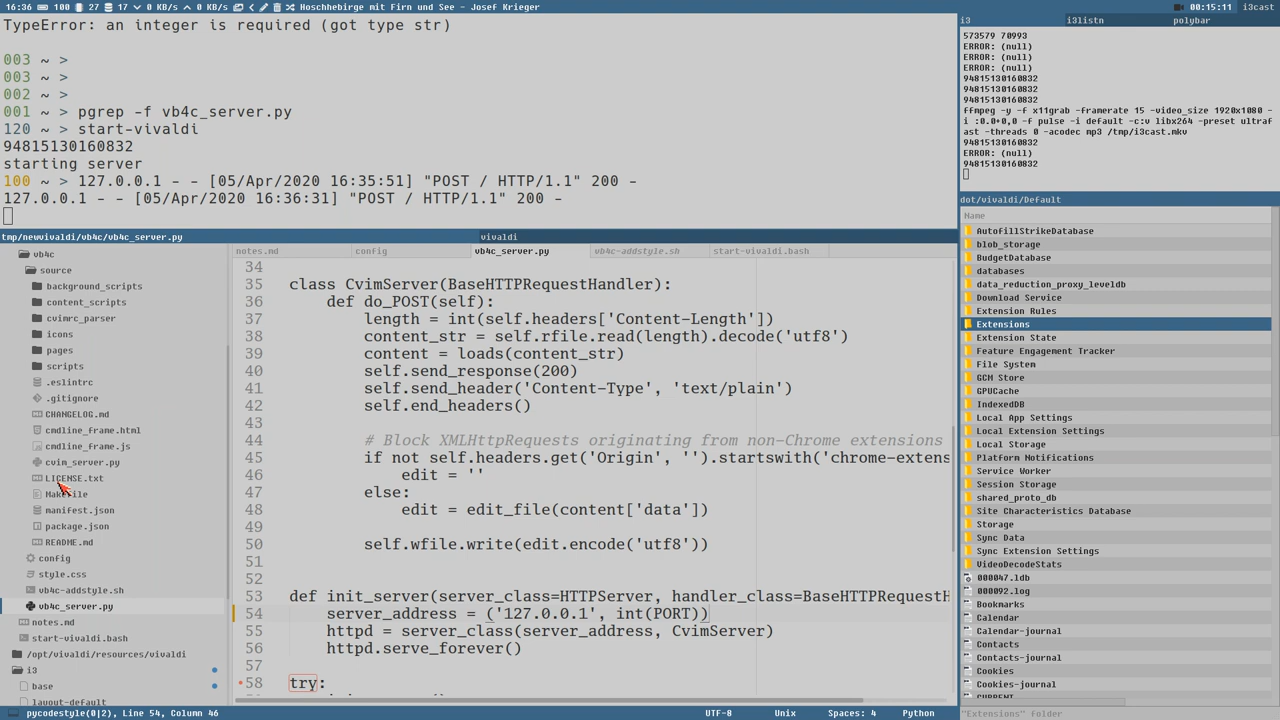 16:36 100 27 17 0 KB/s 0 KB/s Hoschhebirge mit Firn und See - Josef Krieger
00:15:11 i3cast
TypeError: an integer is required (got type str)
003 ~ >
003 ~ >
002 ~ >
001 ~ > pgrep -f vb4c_server.py
120 ~ > start-vivaldi
94815130160832
starting server
100 ~ > 127.0.0.1 - - [05/Apr/2020 16:35:51] "POST / HTTP/1.1" 200 -
127.0.0.1 - - [05/Apr/2020 16:36:31] "POST / HTTP/1.1" 200 -
i3 i3listn polybar
573579 70993
ERROR: (null)
ERROR: (null)
ERROR: (null)
94815130160832
94815130160832
94815130160832
ffmpeg -y -f x11grab -framerate 15 -video_size 1920x1080 -
i :0.0+0,0 -f pulse -i default -c:v libx264 -preset ultraf
ast -threads 0 -acodec mp3 /tmp/i3cast.mkv
94815130160832
ERROR: (null)
94815130160832
tmp/newvivaldi/vb4c/vb4c_server.py vivaldi
vb4c
source
background_scripts
content_scripts
cvimrc_parser
icons
pages
scripts
.eslintrc
.gitignore
CHANGELOG.md
cmdline_frame.html
cmdline_frame.js
cvim_server.py
LICENSE.txt
Makefile
manifest.json
package.json
README.md
config
style.css
vb4c-addstyle.sh
vb4c_server.py
notes.md
start-vivaldi.bash
/opt/vivaldi/resources/vivaldi
i3
base
layout-default
notes.md config vb4c_server.py vb4c-addstyle.sh start-vivaldi.bash
34
35 class CvimServer(BaseHTTPRequestHandler):
36 def do_POST(self):
37 length = int(self.headers['Content-Length'])
38 content_str = self.rfile.read(length).decode('utf8')
39 content = loads(content_str)
40 self.send_response(200)
41 self.send_header('Content-Type', 'text/plain')
42 self.end_headers()
43
44 # Block XMLHttpRequests originating from non-Chrome extensions
45 if not self.headers.get('Origin', '').startswith('chrome-extens
46 edit = ''
47 else:
48 edit = edit_file(content['data'])
49
50 self.wfile.write(edit.encode('utf8'))
51
52
53 def init_server(server_class=HTTPServer, handler_class=BaseHTTPRequestH
54 server_address = ('127.0.0.1', int(PORT))
55 httpd = server_class(server_address, CvimServer)
56 httpd.serve_forever()
57
58 try:
dot/vivaldi/Default
Name
AutofillStrikeDatabase
blob_storage
BudgetDatabase
databases
data_reduction_proxy_leveldb
Download Service
Extension Rules
Extensions
Extension State
Feature Engagement Tracker
File System
GCM Store
GPUCache
IndexedDB
Local App Settings
Local Extension Settings
Local Storage
Platform Notifications
Service Worker
Session Storage
shared_proto_db
Site Characteristics Database
Storage
Sync Data
Sync Extension Settings
VideoDecodeStats
000047.ldb
000092.log
Bookmarks
Calendar
Calendar-journal
Contacts
Contacts-journal
Cookies
Cookies-journal
CURRENT
pycodestyle(0|2), Line 54, Column 46 UTF-8 Unix Spaces: 4 Python
"Extensions" folder